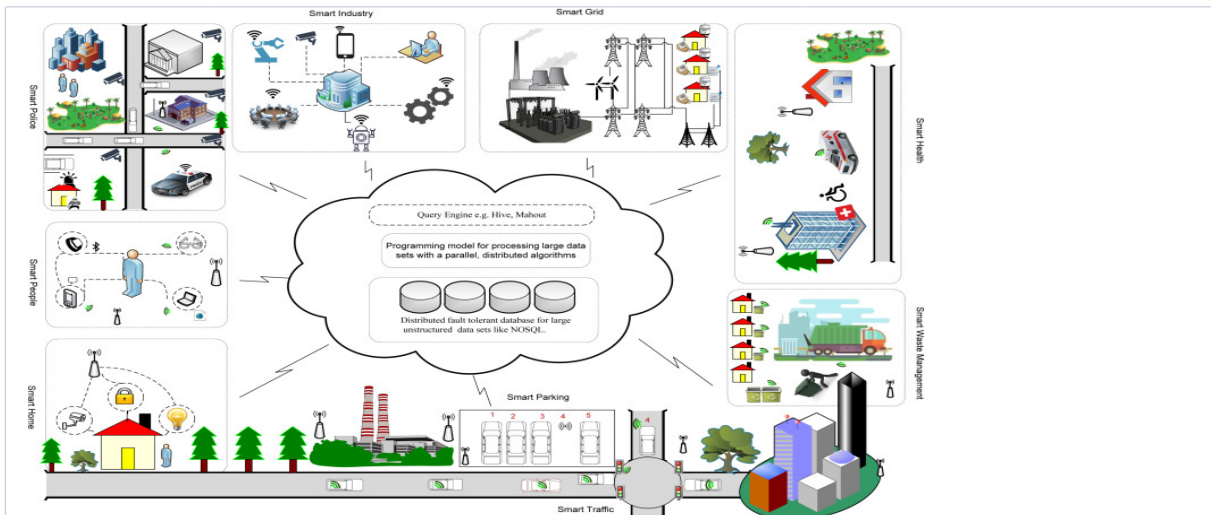 Smart Industry
Smart Grid
Smart Police
Smart Health
Query Engine e.g. Hive, Mahout
Programming model for processing large data
sets with a parallel, distributed algorithms
Smart People
Distributed fault tolerant database for large
unstructured data sets like NOSQL.
Smart Waste Management
Smart Home
Smart Parking
1 2 3 4 5
4
Smart Traffic